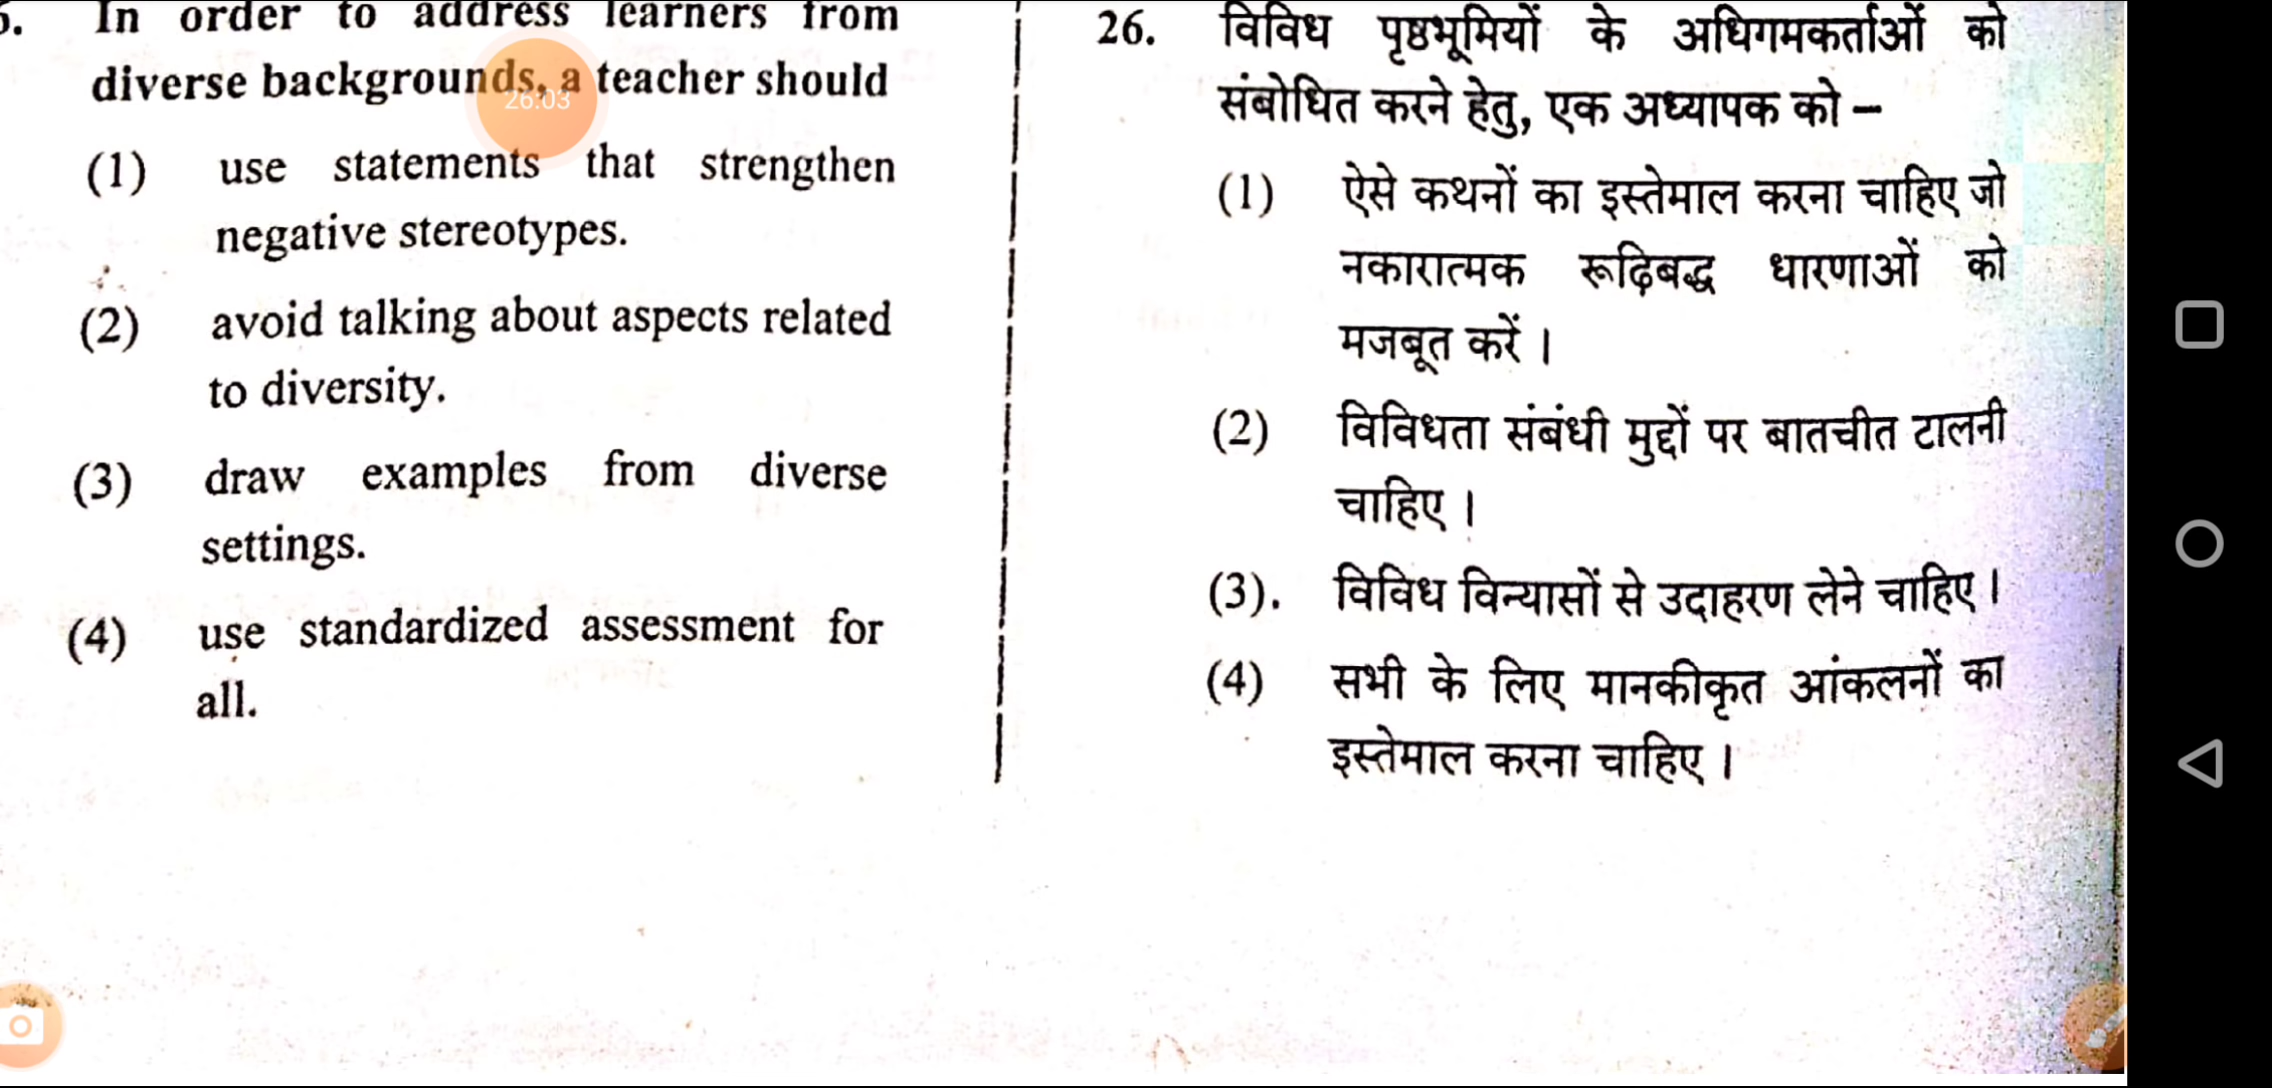 In order to address learners from
diverse backgrounds, a teacher should
(1) use statements that strengthen
negative stereotypes.
(2) avoid talking about aspects related
to diversity.
(3) draw examples from diverse
settings.
(4) use standardized assessment for
all.
26. विविध पृष्ठभूमियों के अधिगमकर्ताओं को
संबोधित करने हेतु, एक अध्यापक को –
(1) ऐसे कथनों का इस्तेमाल करना चाहिए जो
नकारात्मक रूढ़िबद्ध धारणाओं को
मजबूत करें ।
(2) विविधता संबंधी मुद्दों पर बातचीत टालनी
चाहिए ।
(3). विविध विन्यासों से उदाहरण लेने चाहिए ।
(4) सभी के लिए मानकीकृत आंकलनों का
इस्तेमाल करना चाहिए ।
26:03